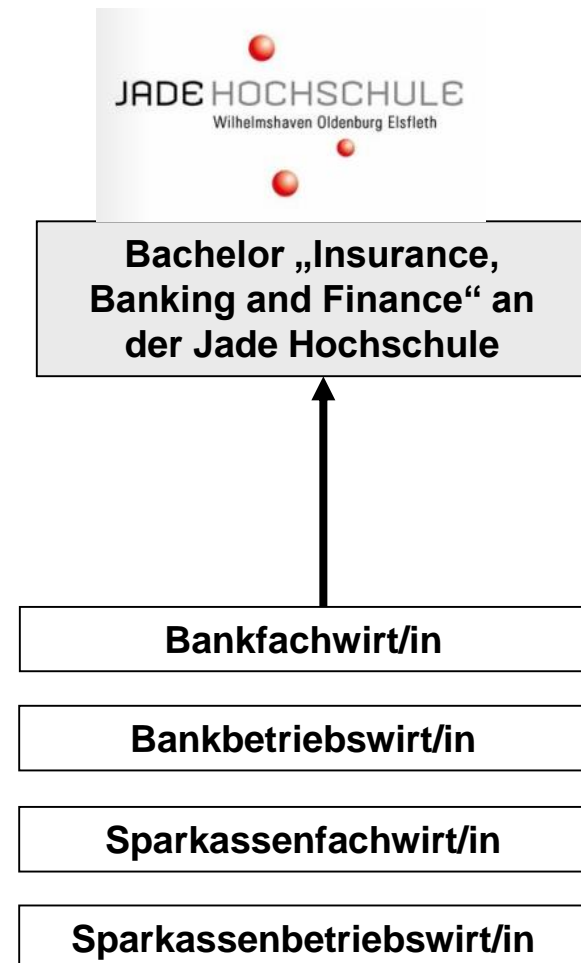 JADE HOCHSCHULE
Wilhelmshaven Oldenburg Elsfleth
Bachelor „Insurance,
Banking and Finance“ an
der Jade Hochschule
Bankfachwirt/in
Bankbetriebswirt/in
Sparkassenfachwirt/in
Sparkassenbetriebswirt/in